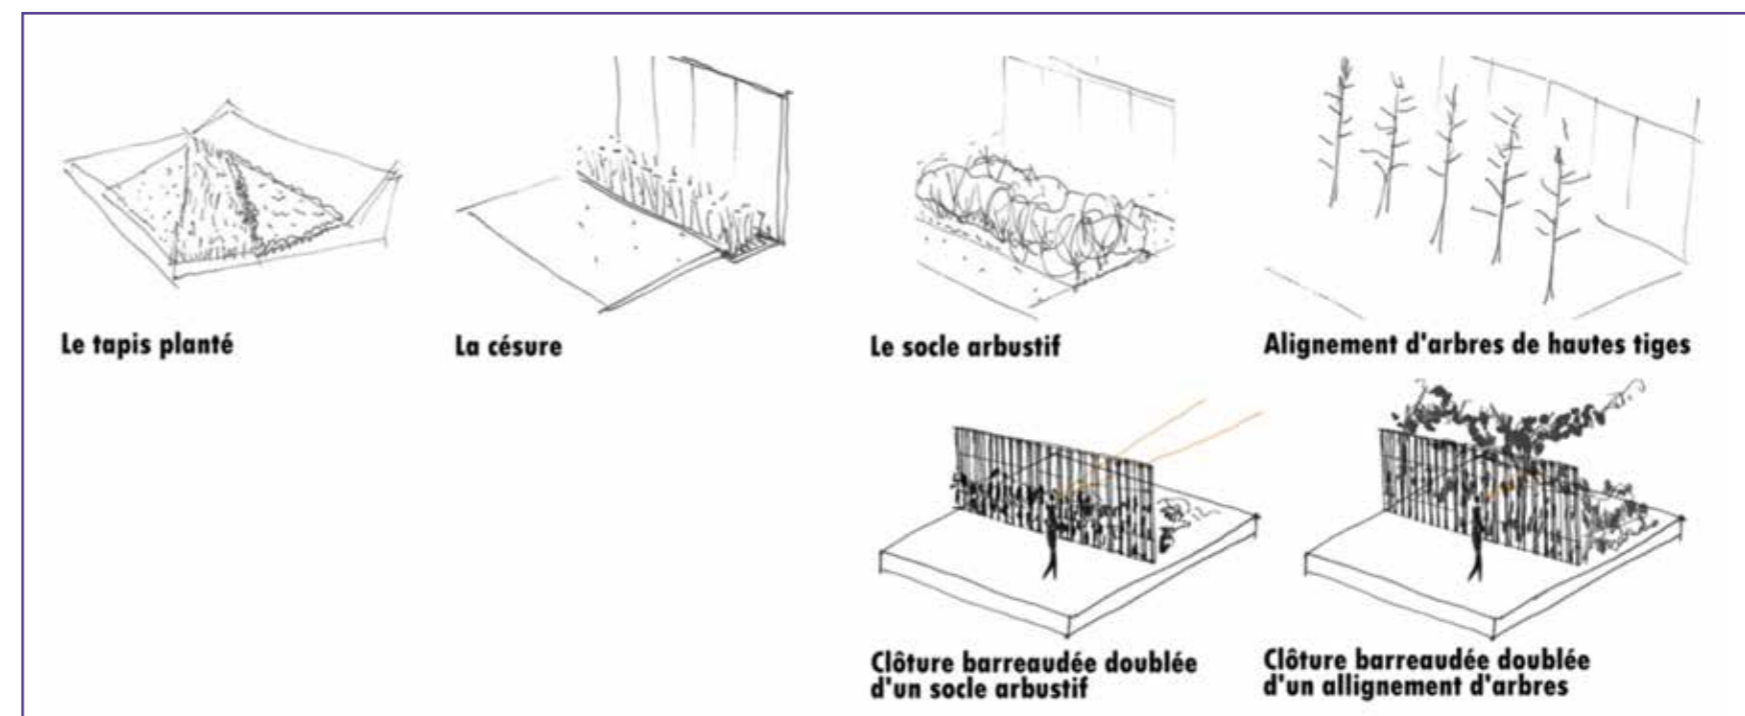 Le tapis planté
La césure
Le socle arbustif
Alignement d'arbres de hautes tiges
Clôture barreaudée doublée
d'un socle arbustif
Clôture barreaudée doublée
d'un allignement d'arbres